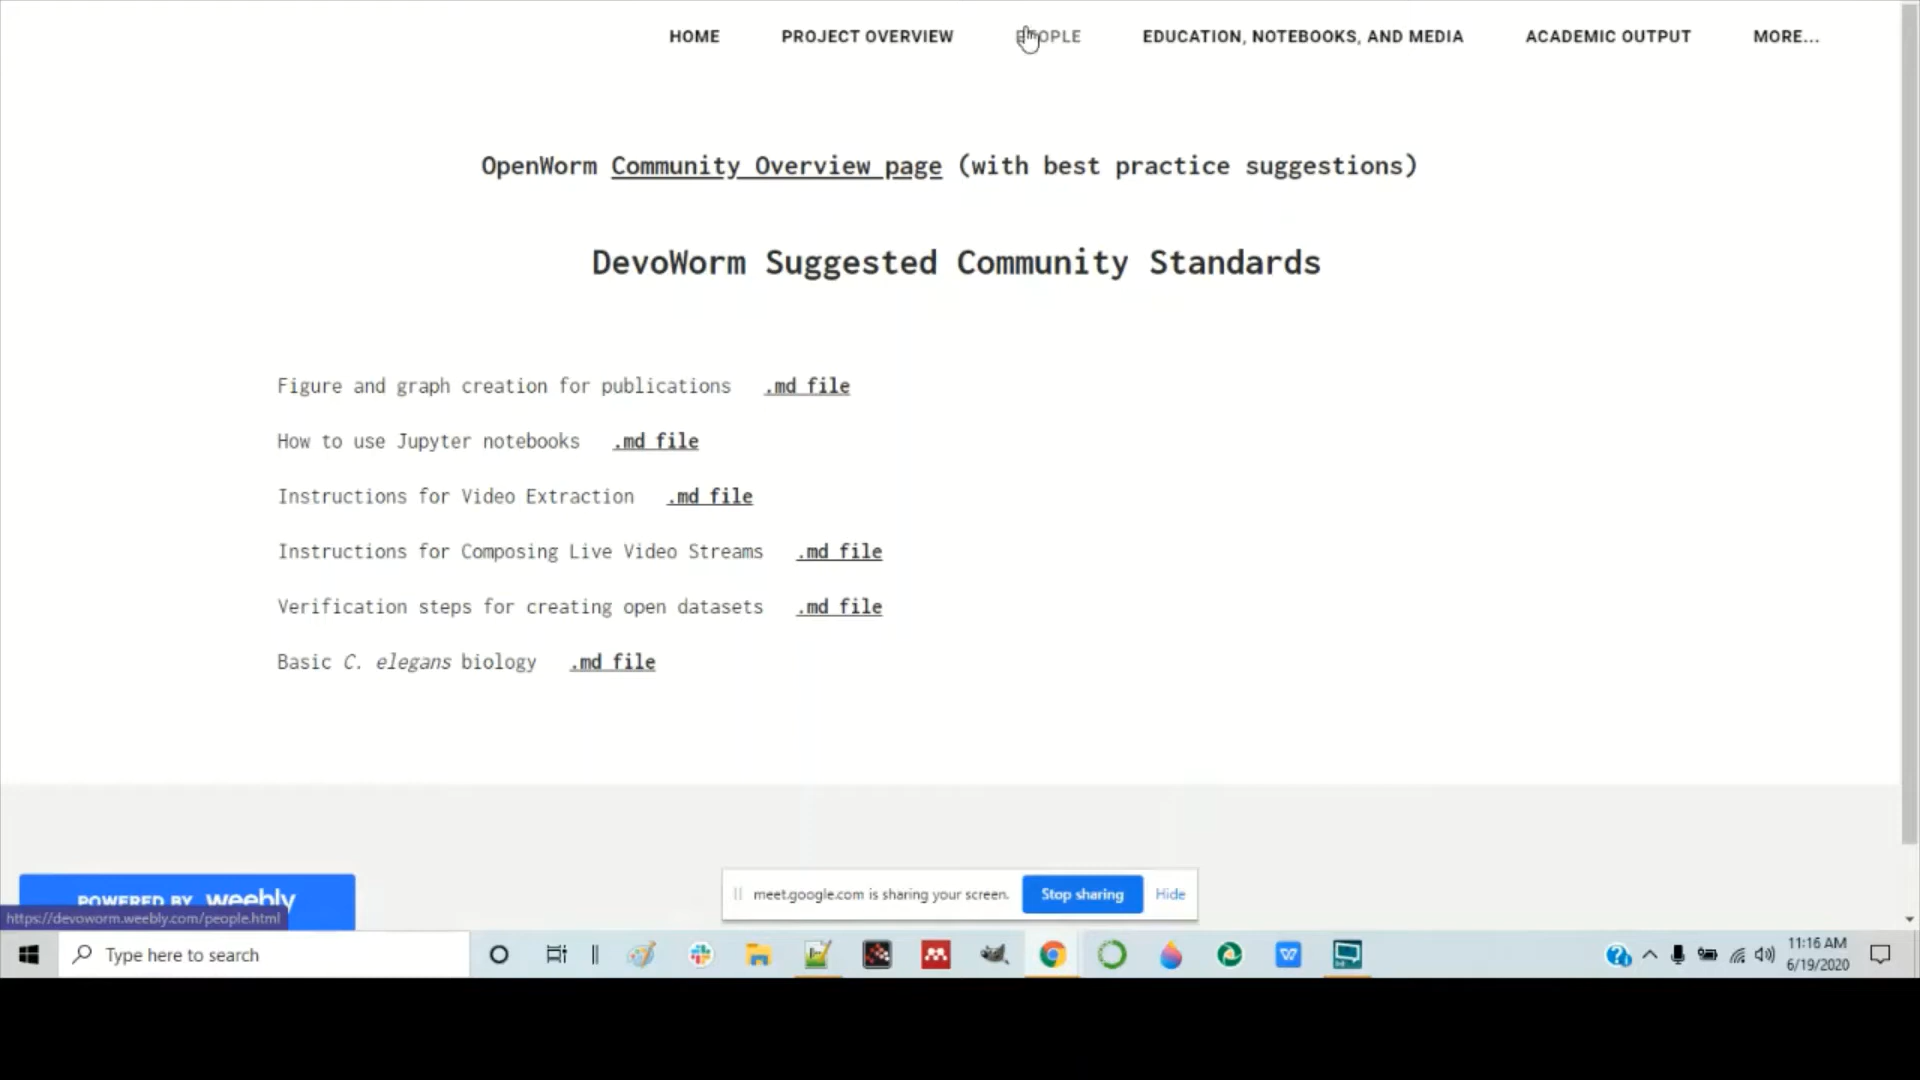 HOME PROJECT OVERVIEW PEOPLE EDUCATION, NOTEBOOKS, AND MEDIA ACADEMIC OUTPUT MORE...
OpenWorm Community Overview page (with best practice suggestions)
DevoWorm Suggested Community Standards
Figure and graph creation for publications .md file
How to use Jupyter notebooks .md file
Instructions for Video Extraction .md file
Instructions for Composing Live Video Streams .md file
Verification steps for creating open datasets .md file
Basic C. elegans biology .md file
POWERED BY weebly
meet.google.com is sharing your screen. Stop sharing Hide
https://devoworm.weebly.com/people.html
Type here to search
11:16 AM
6/19/2020